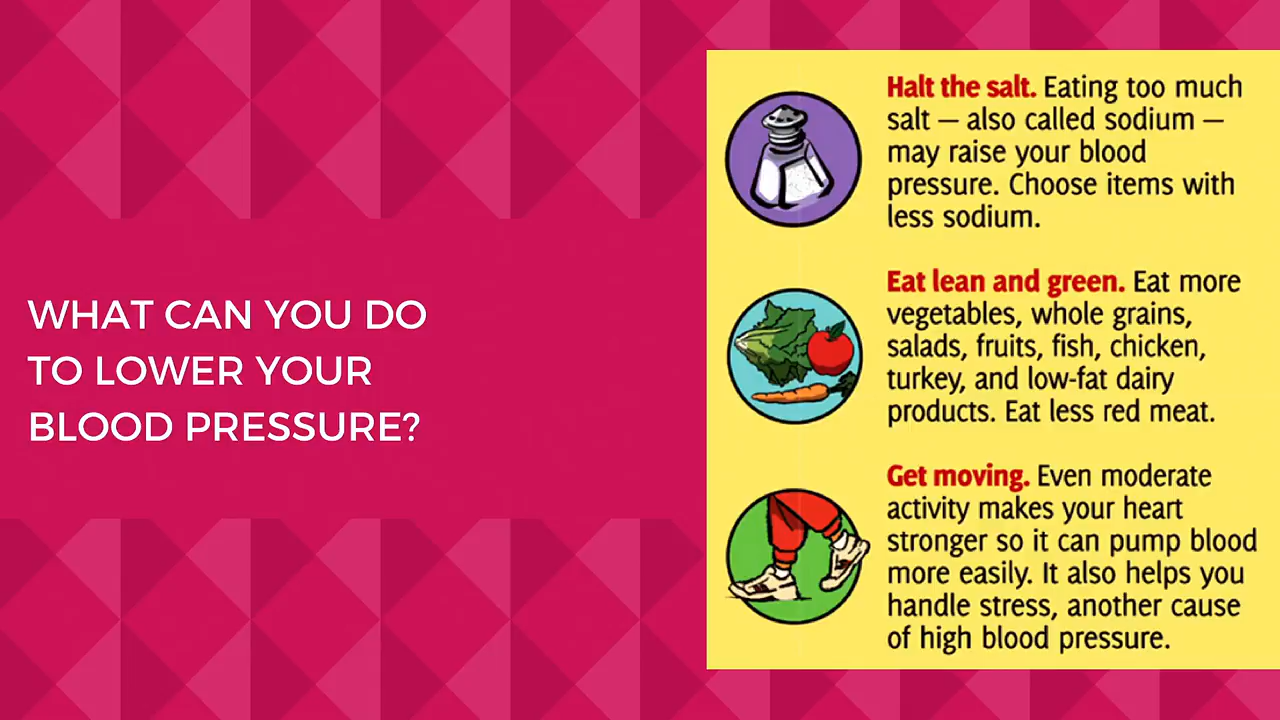 WHAT CAN YOU DO
TO LOWER YOUR
BLOOD PRESSURE?
Halt the salt. Eating too much
salt — also called sodium —
may raise your blood
pressure. Choose items with
less sodium.
Eat lean and green. Eat more
vegetables, whole grains,
salads, fruits, fish, chicken,
turkey, and low-fat dairy
products. Eat less red meat.
Get moving. Even moderate
activity makes your heart
stronger so it can pump blood
more easily. It also helps you
handle stress, another cause
of high blood pressure.